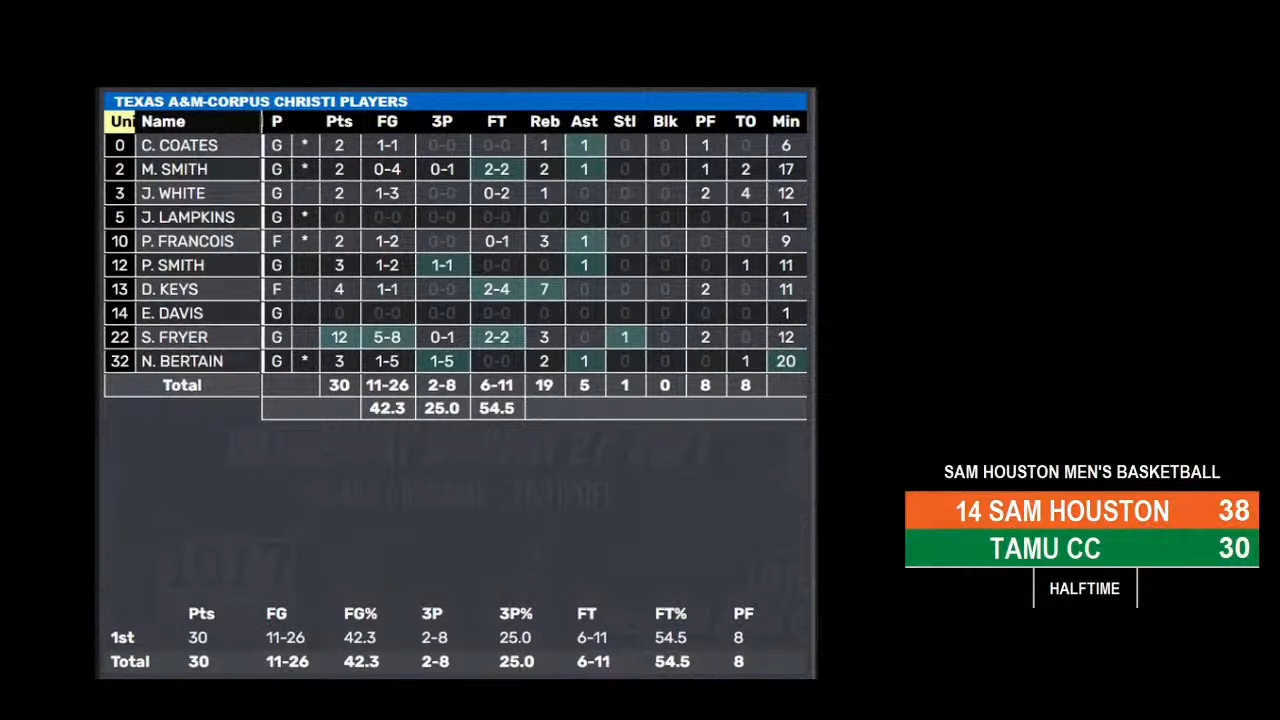 TEXAS A&M-CORPUS CHRISTI PLAYERS
Uni Name P Pts FG 3P FT Reb Ast Stl Blk PF TO Min
0 C. COATES G * 2 1-1 0-0 0-0 1 1 0 0 1 0 6
2 M. SMITH G * 2 0-4 0-1 2-2 2 1 0 0 1 2 17
3 J. WHITE G 2 1-3 0-0 0-2 1 0 0 0 2 4 12
5 J. LAMPKINS G * 0 0-0 0-0 0-0 0 0 0 0 0 0 1
10 P. FRANCOIS F * 2 1-2 0-0 0-1 3 1 0 0 0 0 9
12 P. SMITH G 3 1-2 1-1 0-0 0 1 0 0 0 1 11
13 D. KEYS F 4 1-1 0-0 2-4 7 0 0 0 2 0 11
14 E. DAVIS G 0 0-0 0-0 0-0 0 0 0 0 0 0 1
22 S. FRYER G 12 5-8 0-1 2-2 3 0 1 0 2 0 12
32 N. BERTAIN G * 3 1-5 1-5 0-0 2 1 0 0 0 1 20
Total 30 11-26 2-8 6-11 19 5 1 0 8 8
42.3 25.0 54.5
SAM HOUSTON MEN'S BASKETBALL
14 SAM HOUSTON 38
TAMU CC 30
HALFTIME
Pts FG FG% 3P 3P% FT FT% PF
1st 30 11-26 42.3 2-8 25.0 6-11 54.5 8
Total 30 11-26 42.3 2-8 25.0 6-11 54.5 8